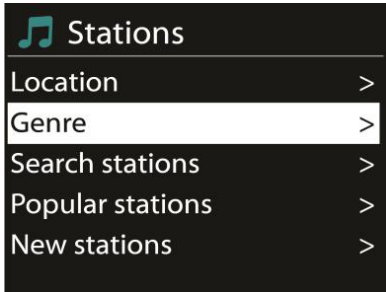 Stations
Location >
Genre >
Search stations >
Popular stations >
New stations >